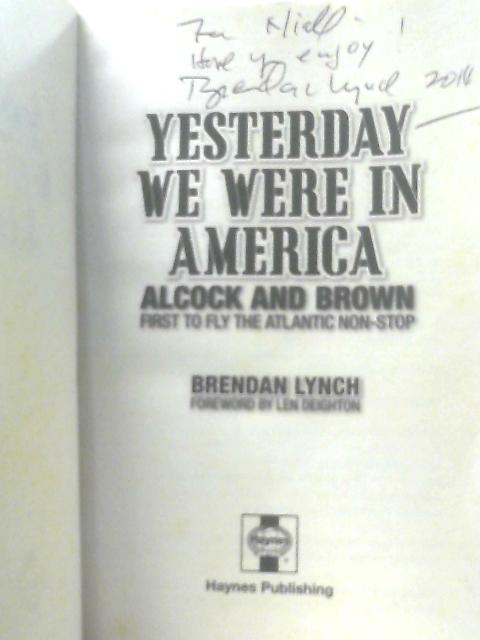 For Niall - !
Hope you enjoy
Brendan Lynch 2014
YESTERDAY
WE WERE IN
AMERICA
ALCOCK AND BROWN
FIRST TO FLY THE ATLANTIC NON-STOP
BRENDAN LYNCH
FOREWORD BY LEN DEIGHTON
Haynes
Haynes Publishing